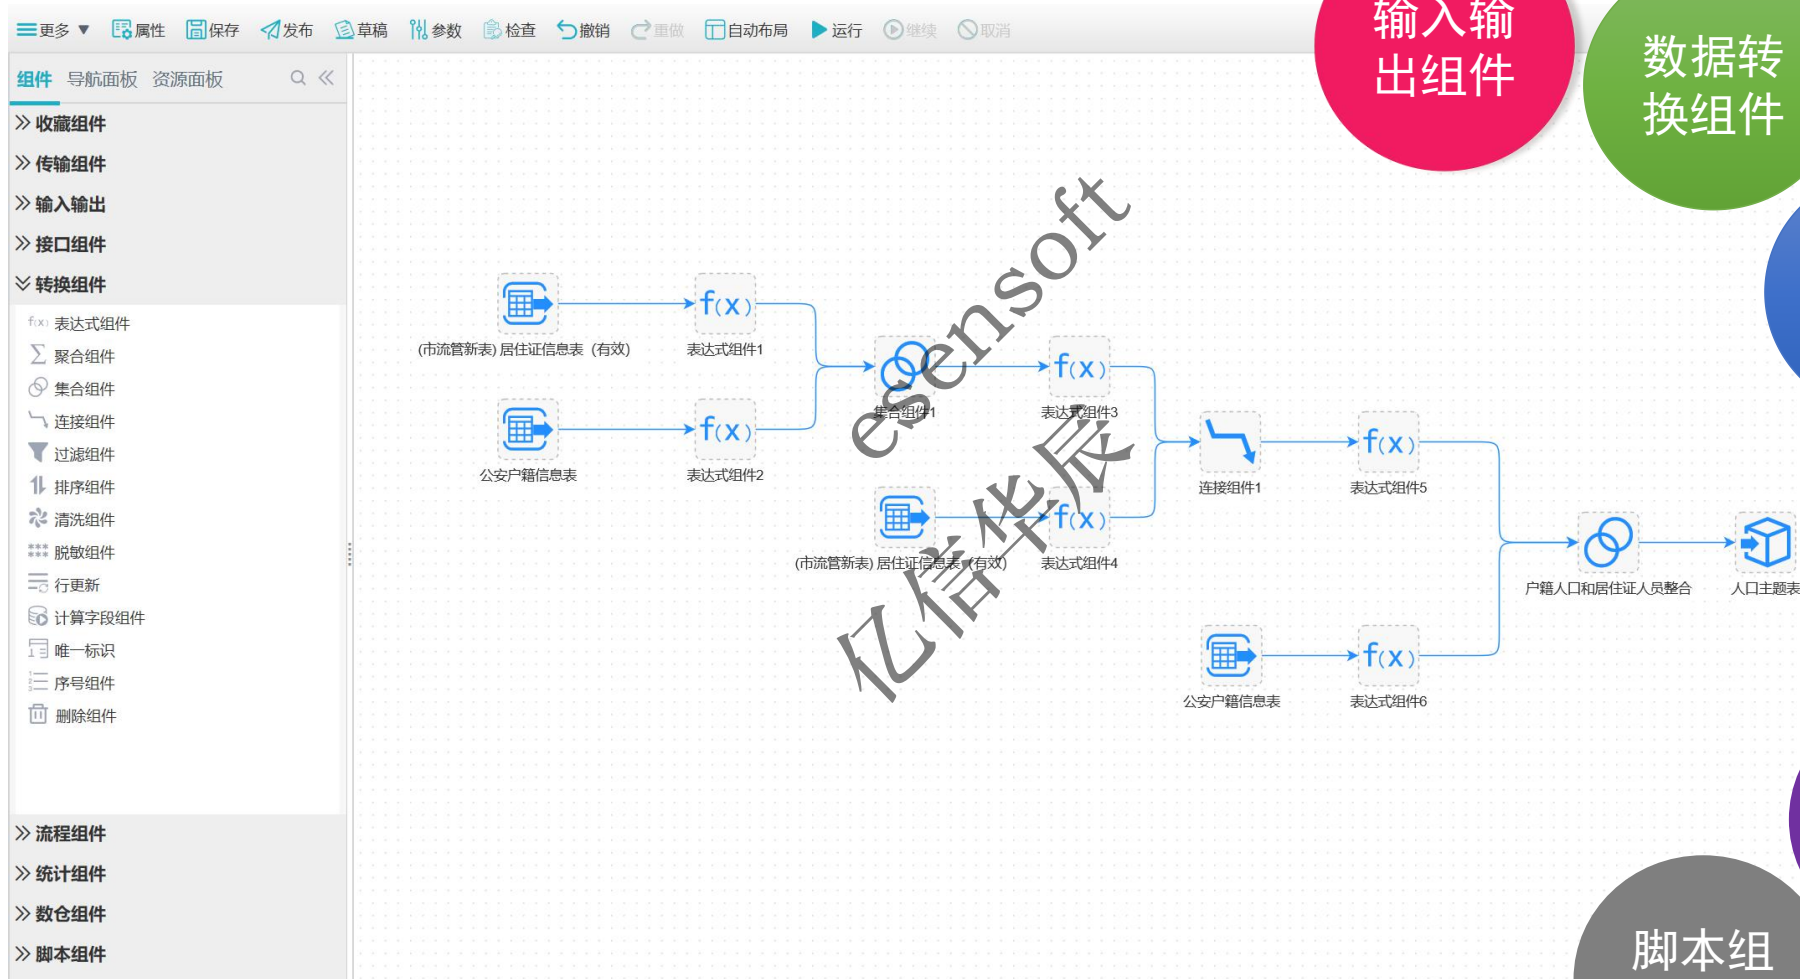 更多 ▼ 属性 保存 发布 草稿 参数 检查 撤销 重做 自动布局 运行 继续 取消
输入输
出组件
数据转
换组件
组件 导航面板 资源面板
收藏组件
传输组件
输入输出
接口组件
转换组件
f(x) 表达式组件
聚合组件
集合组件
连接组件
过滤组件
排序组件
清洗组件
脱敏组件
行更新
计算字段组件
唯一标识
序号组件
删除组件
流程组件
统计组件
数仓组件
脚本组件
f(x)
(市流管新表) 居住证信息表 (有效)
表达式组件1
f(x)
公安户籍信息表
表达式组件2
集合组件1
f(x)
表达式组件3
f(x)
(市流管新表) 居住证信息表 (有效)
表达式组件4
连接组件1
f(x)
表达式组件5
户籍人口和居住证人员整合
人口主题表
f(x)
公安户籍信息表
表达式组件6
esensoft
亿信华辰
脚本组